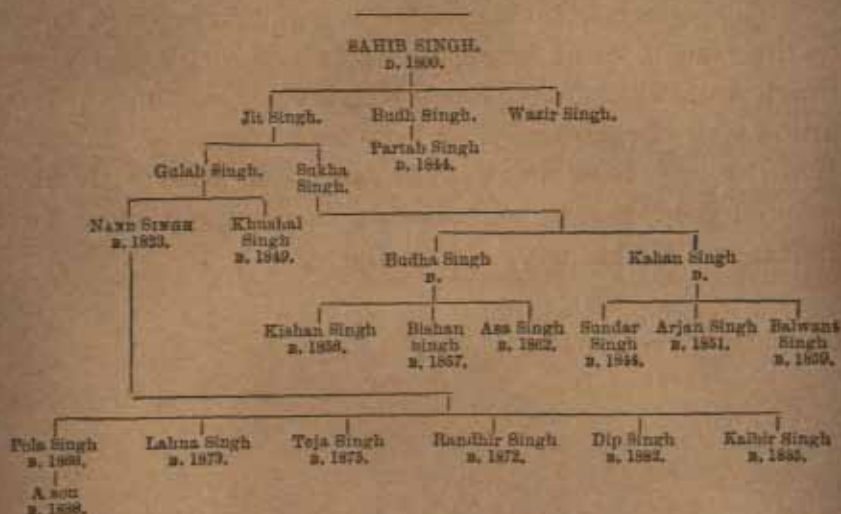 SAHIB SINGH.
D. 1800.
Jit Singh.
Budh Singh.
Wazir Singh.
Partab Singh
D. 1844.
Gulab Singh.
Sukha
Singh.
NAND SINGH
B. 1823.
Khushal
Singh
B. 1849.
Budha Singh
D.
Kahan Singh
D.
Kishan Singh
B. 1856.
Bishan
Singh
B. 1857.
Asa Singh
B. 1862.
Sundar
Singh
B. 1844.
Arjan Singh
B. 1851.
Balwant
Singh
B. 1859.
Pola Singh
B.
Lahna Singh
B.
Teja Singh
B. 1875.
Randhir Singh
B. 1872.
Dip Singh
B. 1882.
Kalbir Singh
B. 1885.
A son
B. 1888.